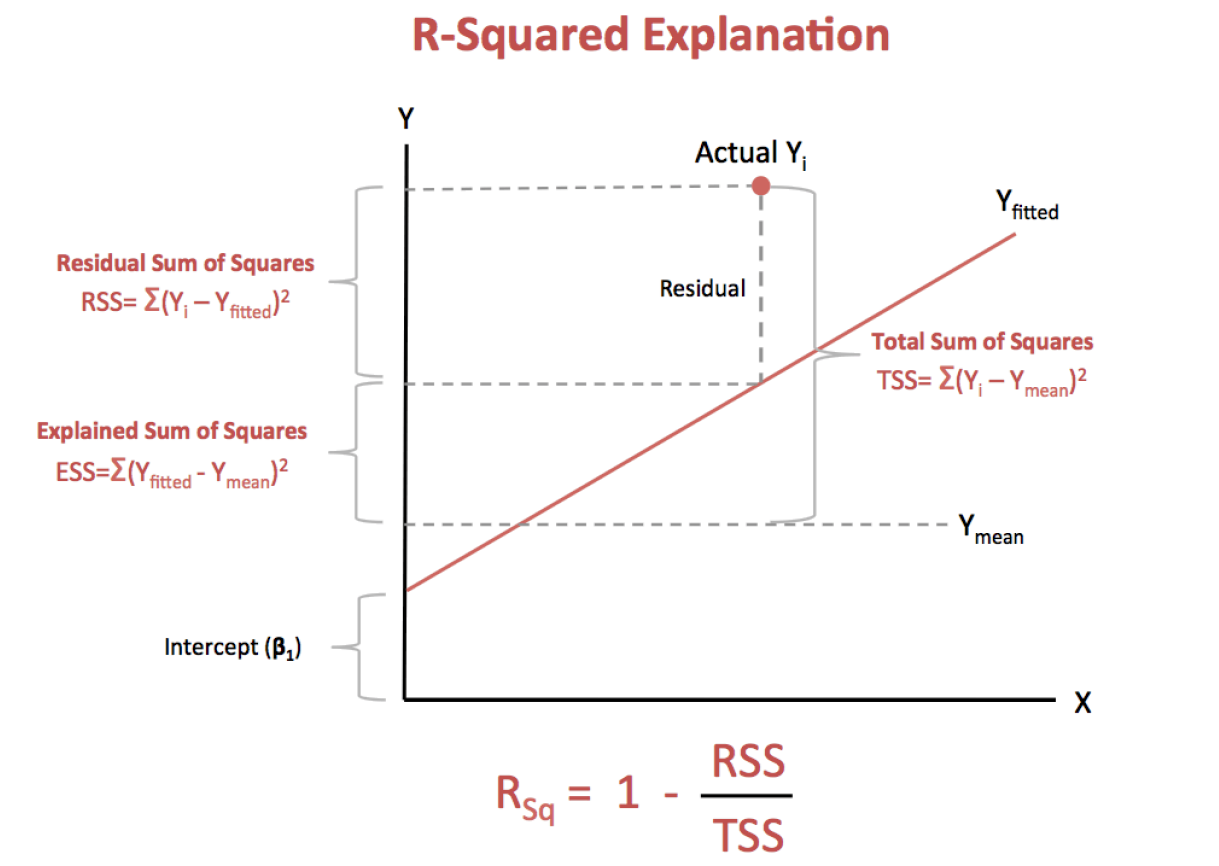 R-Squared Explanation
Y
Actual Yi
Yfitted
Residual Sum of Squares
RSS= Σ(Yi – Yfitted)²
Residual
Total Sum of Squares
TSS= Σ(Yi – Ymean)²
Explained Sum of Squares
ESS=Σ(Yfitted - Ymean)²
Ymean
Intercept (β₁)
X
RSq = 1 - RSS
TSS